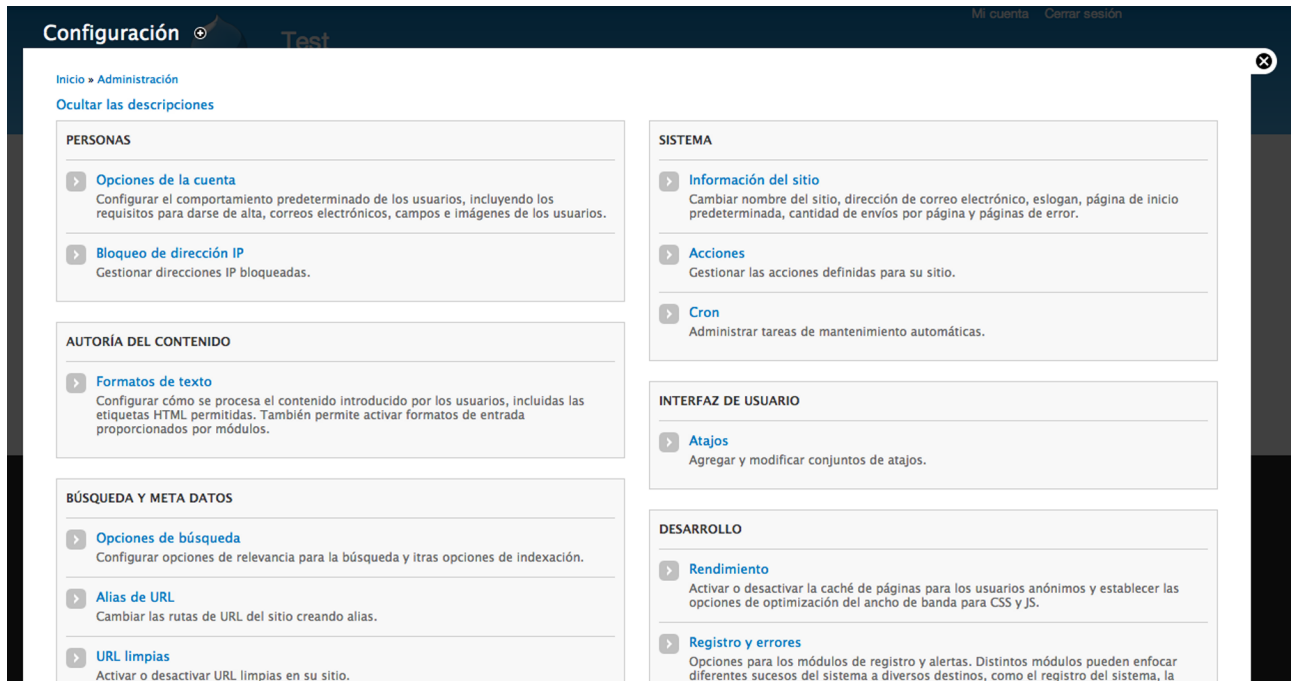 Mi cuenta Cerrar sesión
Configuración
Test
Inicio » Administración
Ocultar las descripciones
PERSONAS
Opciones de la cuenta
Configurar el comportamiento predeterminado de los usuarios, incluyendo los
requisitos para darse de alta, correos electrónicos, campos e imágenes de los usuarios.
Bloqueo de dirección IP
Gestionar direcciones IP bloqueadas.
AUTORÍA DEL CONTENIDO
Formatos de texto
Configurar cómo se procesa el contenido introducido por los usuarios, incluidas las
etiquetas HTML permitidas. También permite activar formatos de entrada
proporcionados por módulos.
BÚSQUEDA Y META DATOS
Opciones de búsqueda
Configurar opciones de relevancia para la búsqueda y itras opciones de indexación.
Alias de URL
Cambiar las rutas de URL del sitio creando alias.
URL limpias
Activar o desactivar URL limpias en su sitio.
SISTEMA
Información del sitio
Cambiar nombre del sitio, dirección de correo electrónico, eslogan, página de inicio
predeterminada, cantidad de envíos por página y páginas de error.
Acciones
Gestionar las acciones definidas para su sitio.
Cron
Administrar tareas de mantenimiento automáticas.
INTERFAZ DE USUARIO
Atajos
Agregar y modificar conjuntos de atajos.
DESARROLLO
Rendimiento
Activar o desactivar la caché de páginas para los usuarios anónimos y establecer las
opciones de optimización del ancho de banda para CSS y JS.
Registro y errores
Opciones para los módulos de registro y alertas. Distintos módulos pueden enfocar
diferentes sucesos del sistema a diversos destinos, como el registro del sistema, la